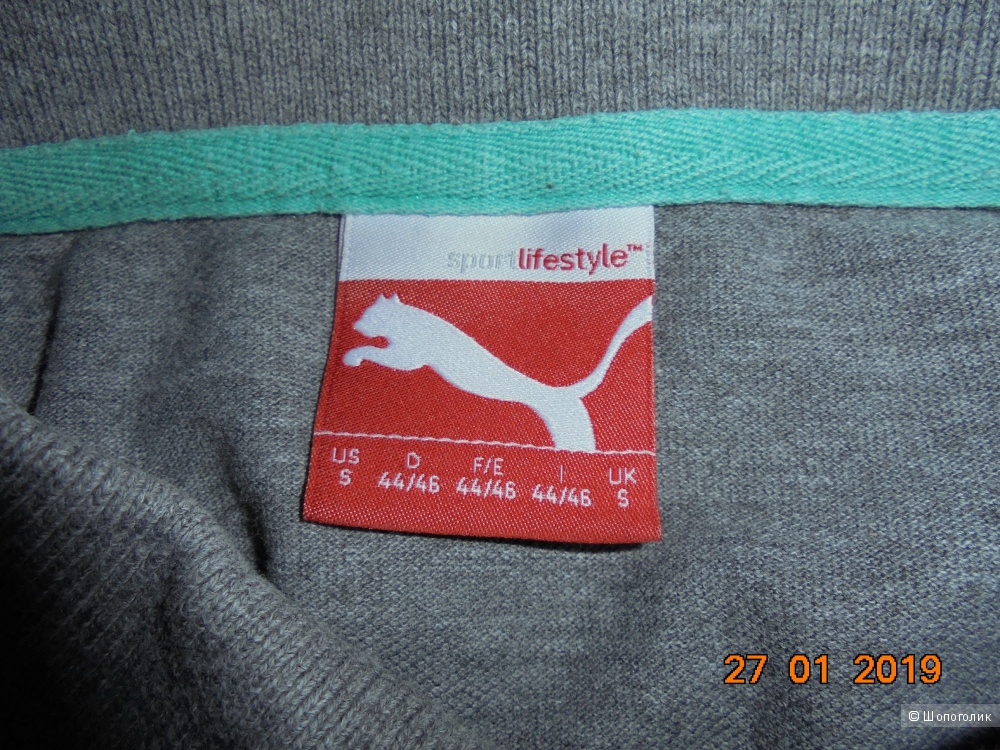 sportlifestyle™
US D F/E I UK
S 44/46 44/46 44/46 S
27 01 2019
© Шопоголик